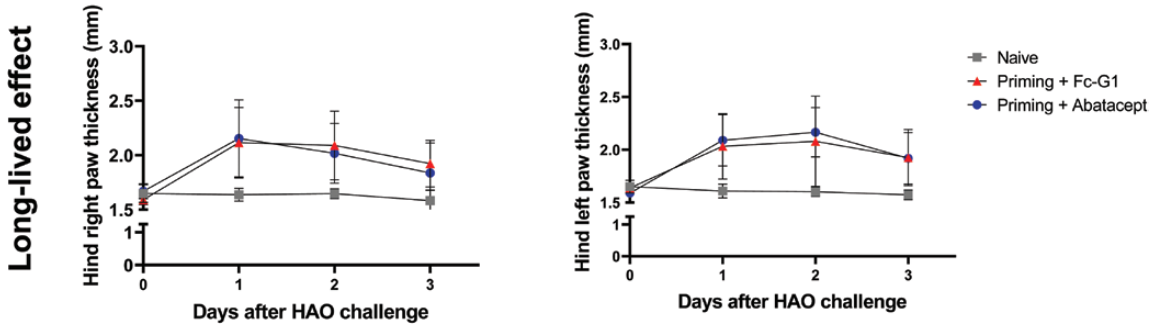 Long-lived effect
Hind right paw thickness (mm)
3.0
2.5
2.0
1.5
1
0
0 1 2 3
Days after HAO challenge
Hind left paw thickness (mm)
3.0
2.5
2.0
1.5
1
0
0 1 2 3
Days after HAO challenge
Naive
Priming + Fc-G1
Priming + Abatacept